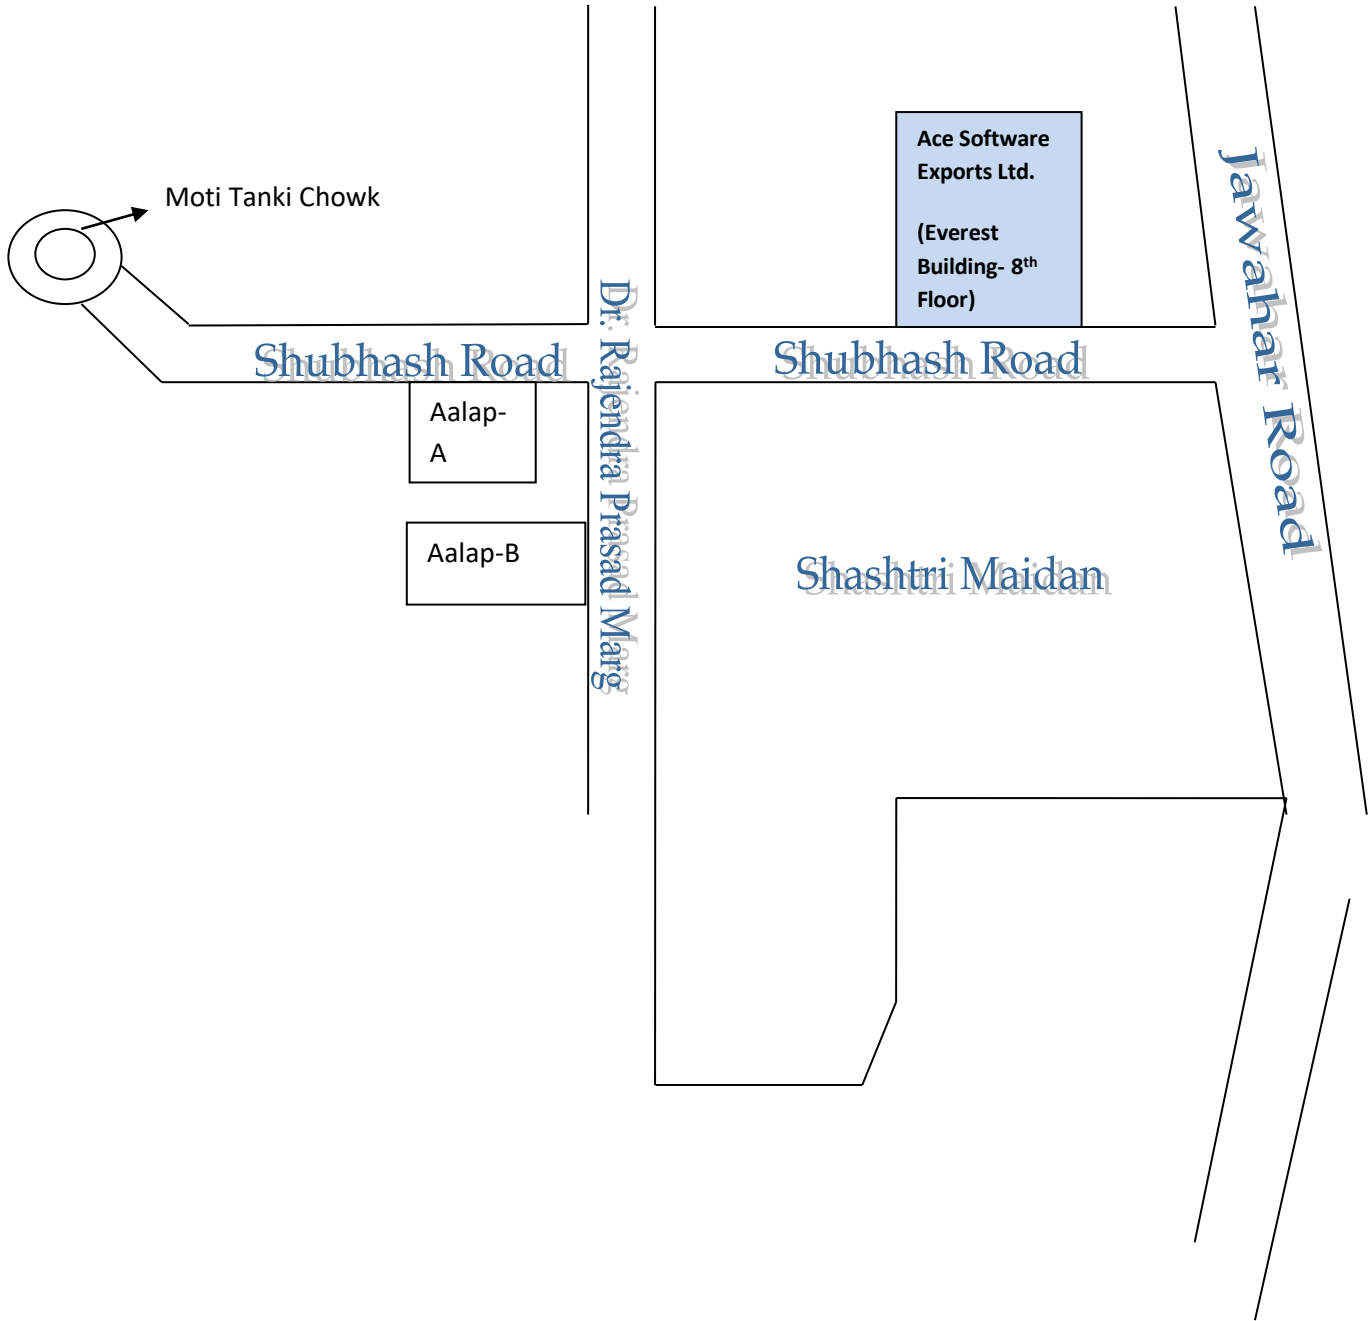 Ace Software
Exports Ltd.
(Everest
Building- 8th
Floor)
Moti Tanki Chowk
Jawahar Road
Dr. Rajendra Prasad Marg
Shubhash Road
Shubhash Road
Aalap-
A
Aalap-B
Shashtri Maidan